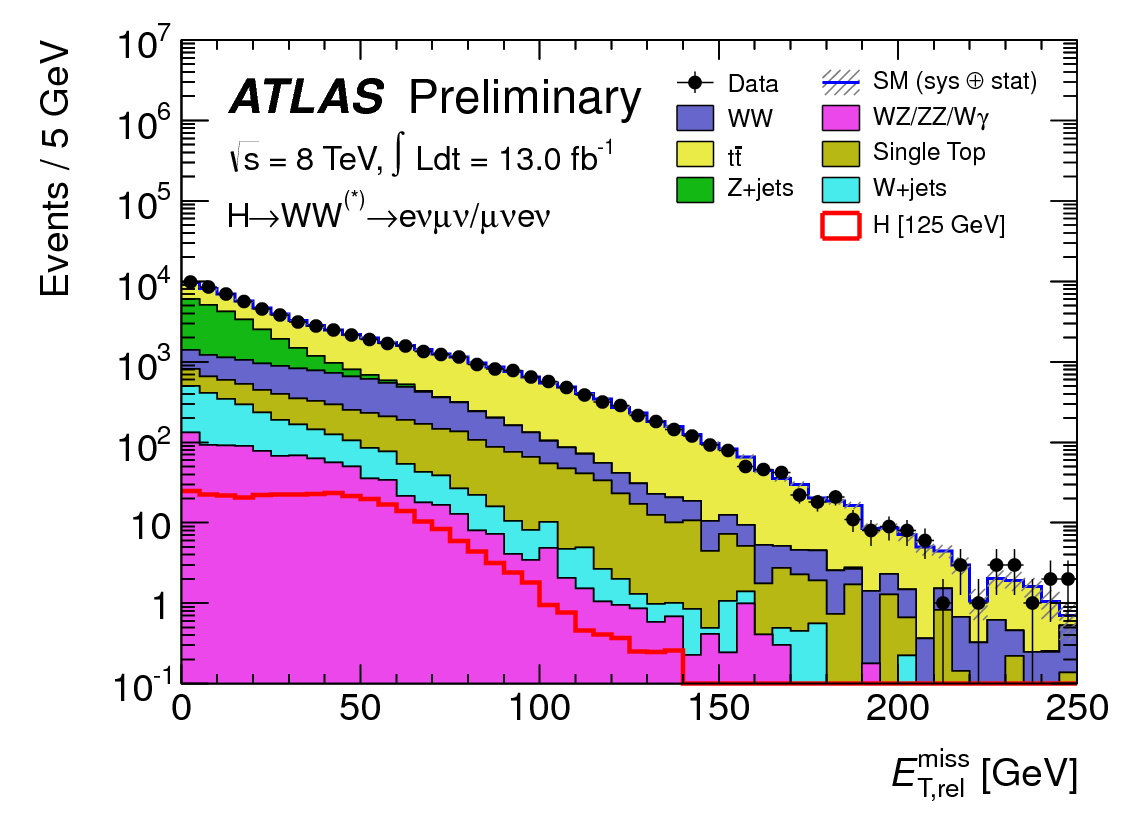 Events / 5 GeV
10⁷
10⁶
10⁵
10⁴
10³
10²
10
1
10⁻¹
ATLAS Preliminary
√s = 8 TeV, ∫ Ldt = 13.0 fb⁻¹
H→WW⁽*⁾→eνμν/μνeν
Data
WW
tt̄
Z+jets
SM (sys ⊕ stat)
WZ/ZZ/Wγ
Single Top
W+jets
H [125 GeV]
0 50 100 150 200 250
E_T,rel^miss [GeV]